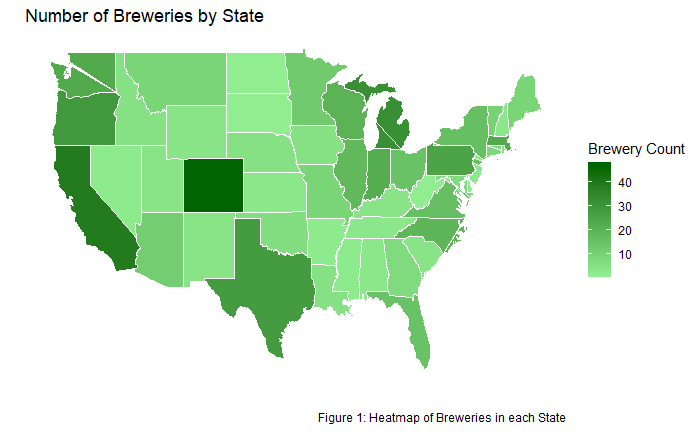 Number of Breweries by State
Brewery Count
40
30
20
10
Figure 1: Heatmap of Breweries in each State